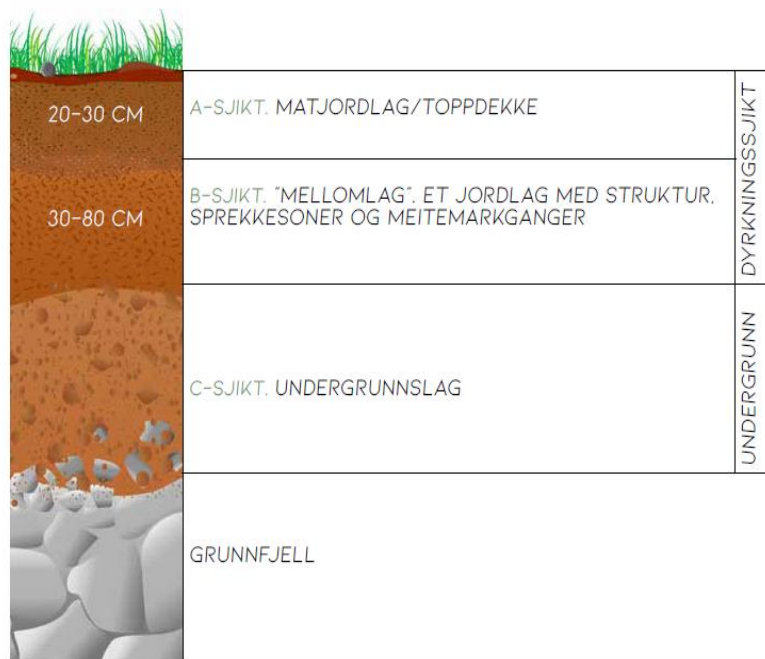 20-30 CM
A-SJIKT. MATJORDLAG/TOPPDEKKE
30-80 CM
B-SJIKT. "MELLOMLAG". ET JORDLAG MED STRUKTUR,
SPREKKESONER OG MEITEMARKGANGER
DYRKNINGSSJIKT
C-SJIKT. UNDERGRUNNSLAG
UNDERGRUNN
GRUNNFJELL